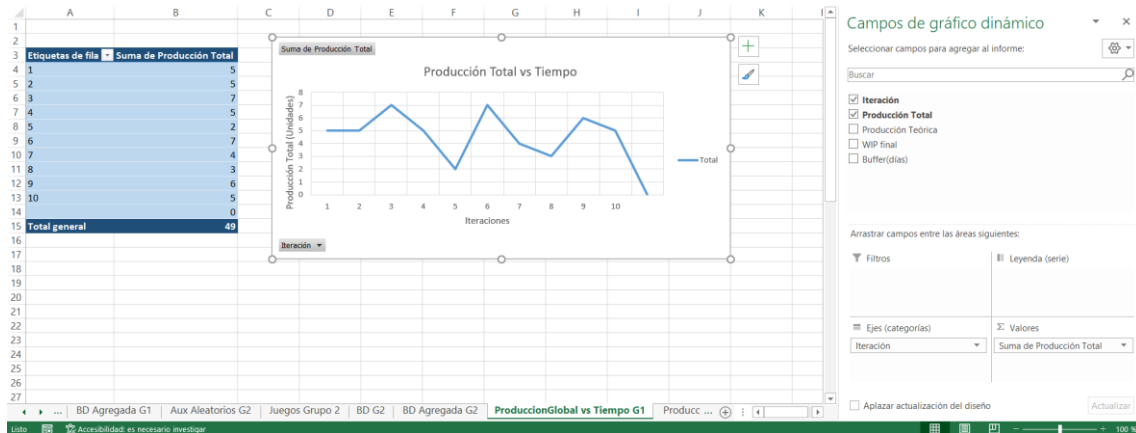 A B C D E F G H I J K
1
2
3 Etiquetas de fila Suma de Producción Total
4 1 5
5 2 5
6 3 7
7 4 5
8 5 2
9 6 7
10 7 4
11 8 3
12 9 6
13 10 5
14 0
15 Total general 49
16
17
18
19
20
21
22
23
24
25
26
27
Suma de Producción Total
Producción Total vs Tiempo
Producción Total (Unidades)
8
7
6
5
4
3
2
1
0
1 2 3 4 5 6 7 8 9 10
Iteraciones
Total
Iteración
Campos de gráfico dinámico
Seleccionar campos para agregar al informe:
Buscar
Iteración
Producción Total
Producción Teórica
WIP final
Buffer(días)
Arrastrar campos entre las áreas siguientes:
Filtros
Leyenda (serie)
Ejes (categorías)
Σ Valores
Iteración
Suma de Producción Total
Aplazar actualización del diseño
Actualizar
... BD Agregada G1 Aux Aleatorios G2 Juegos Grupo 2 BD G2 BD Agregada G2 ProduccionGlobal vs Tiempo G1 Producc ...
Listo Accesibilidad: es necesario investigar 100 %